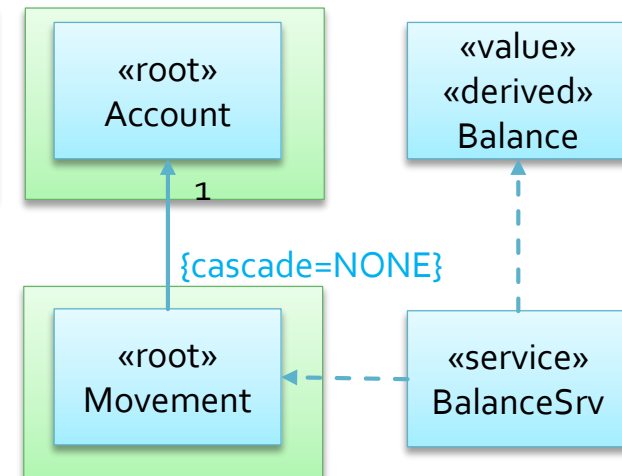 «root»
Account
«value»
«derived»
Balance
1
{cascade=NONE}
«root»
Movement
«service»
BalanceSrv